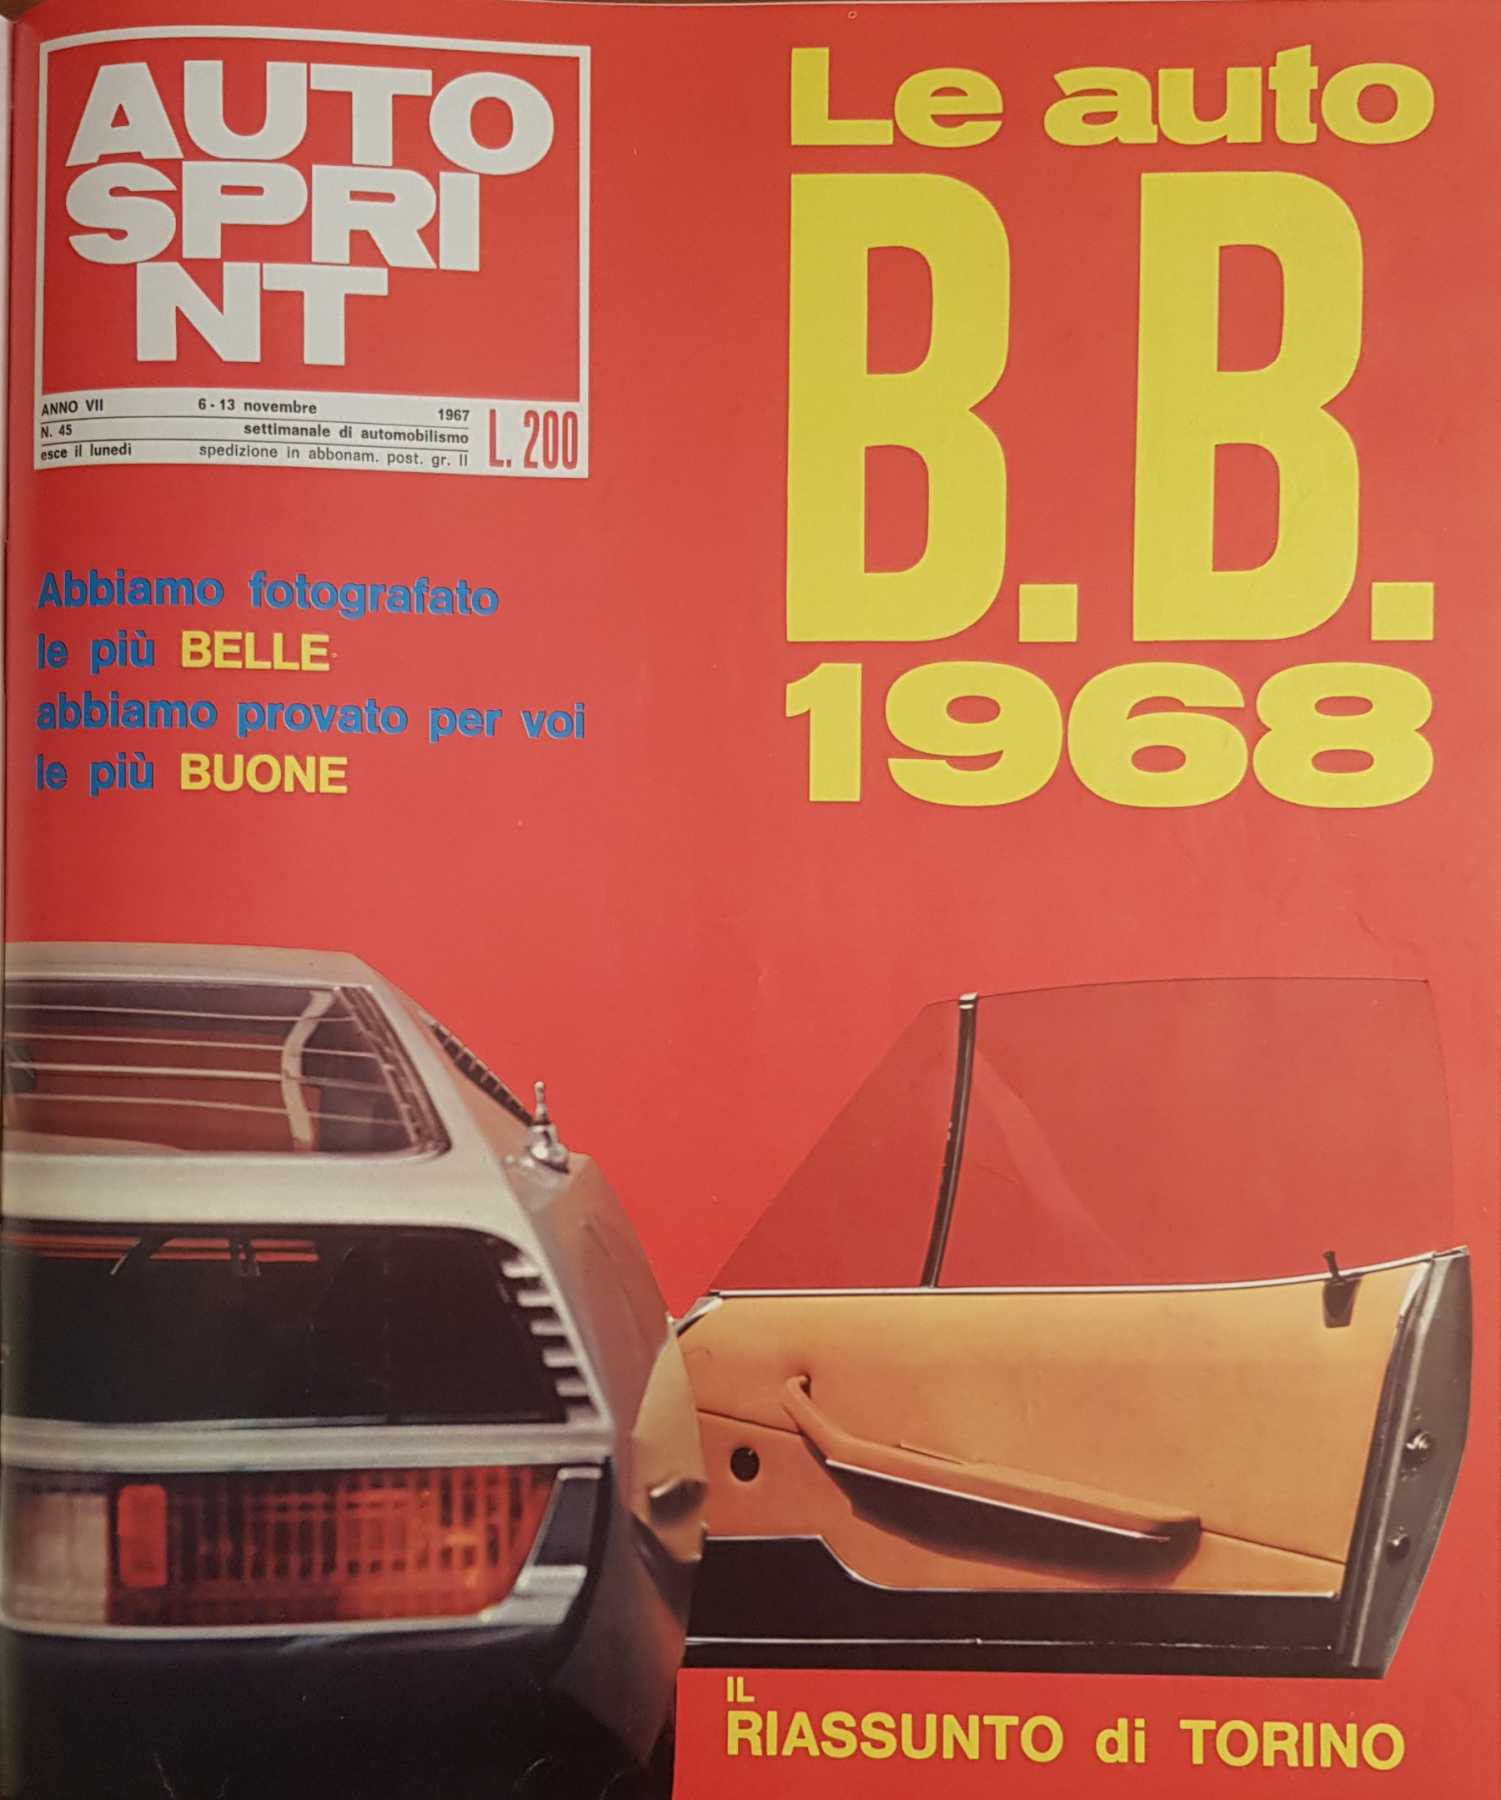 AUTO
SPRI
NT
ANNO VII 6 - 13 novembre 1967
N. 45 settimanale di automobilismo
esce il lunedì spedizione in abbonam. post. gr. II
L. 200
Le auto
B.B.
1968
Abbiamo fotografato
le più BELLE
abbiamo provato per voi
le più BUONE
IL
RIASSUNTO di TORINO